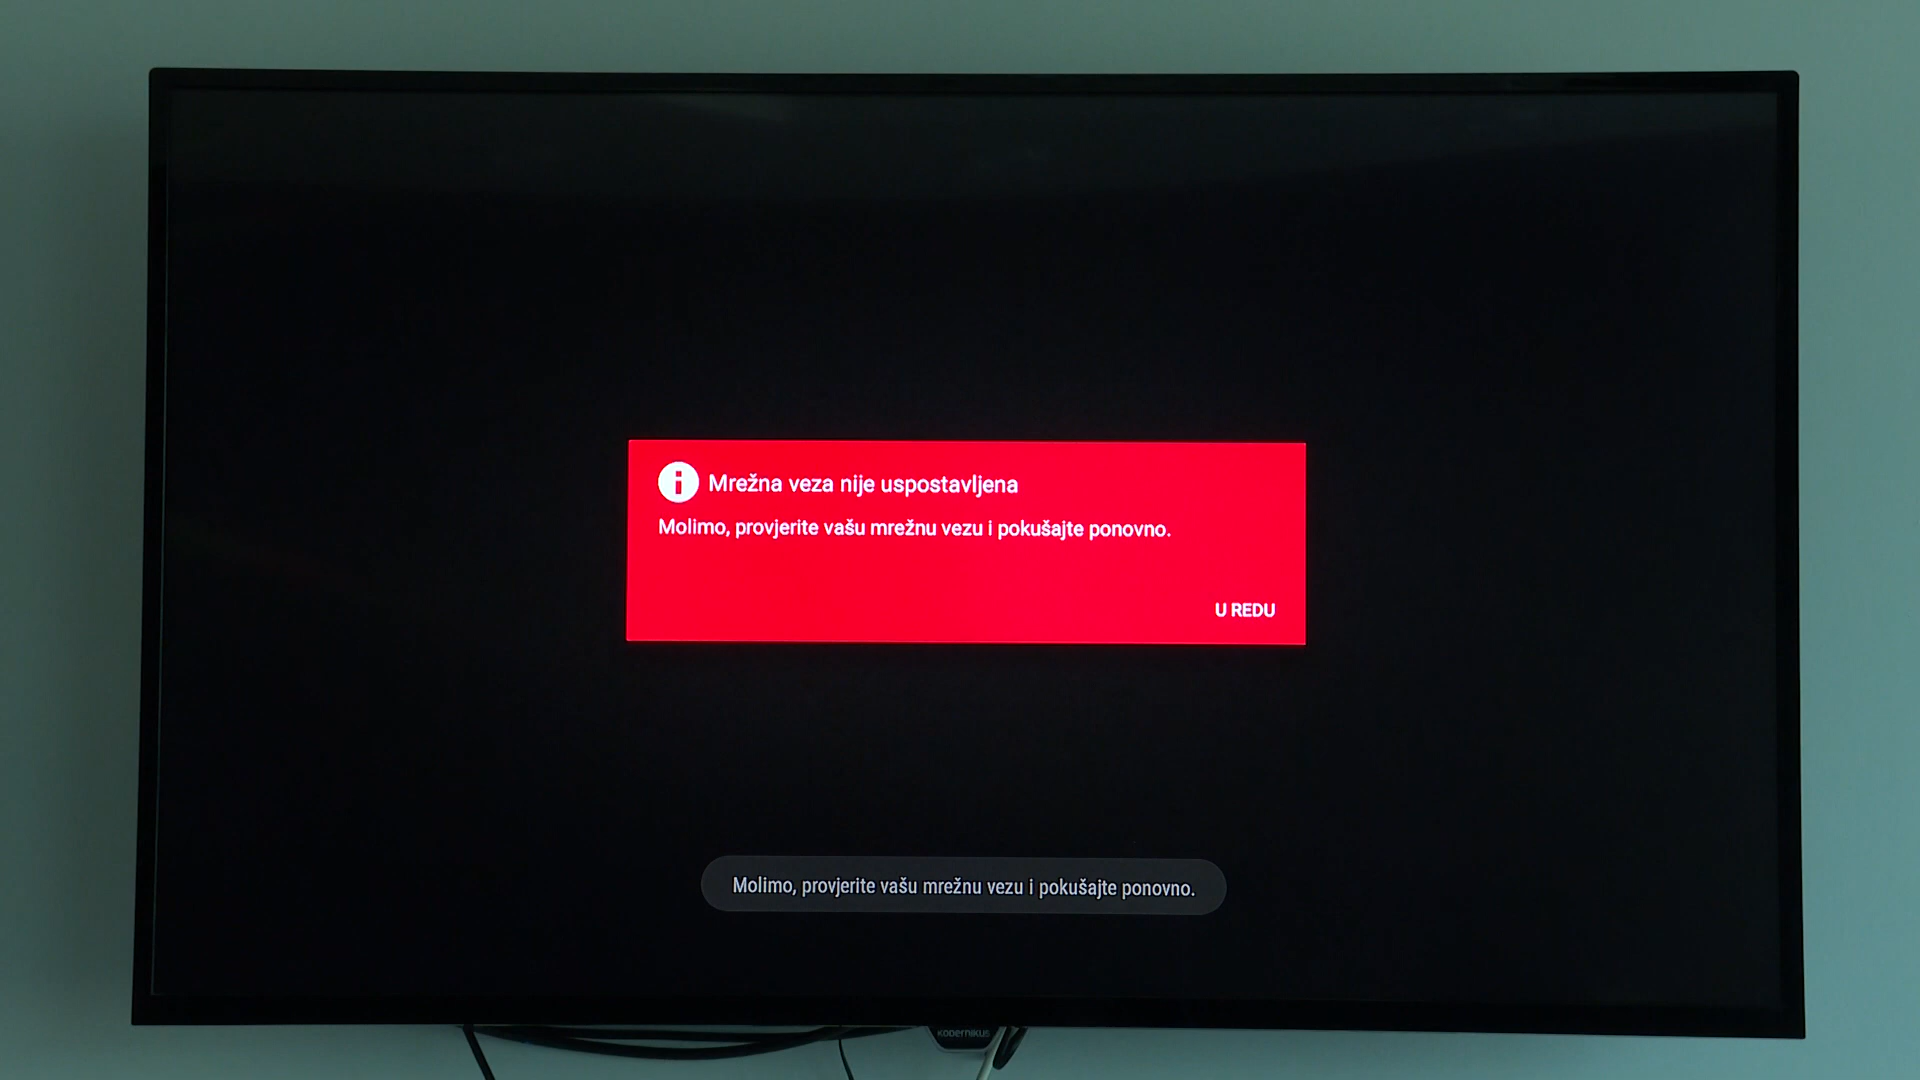 Mrežna veza nije uspostavljena
Molimo, provjerite vašu mrežnu vezu i pokušajte ponovno.
U REDU
Molimo, provjerite vašu mrežnu vezu i pokušajte ponovno.
kobernikus